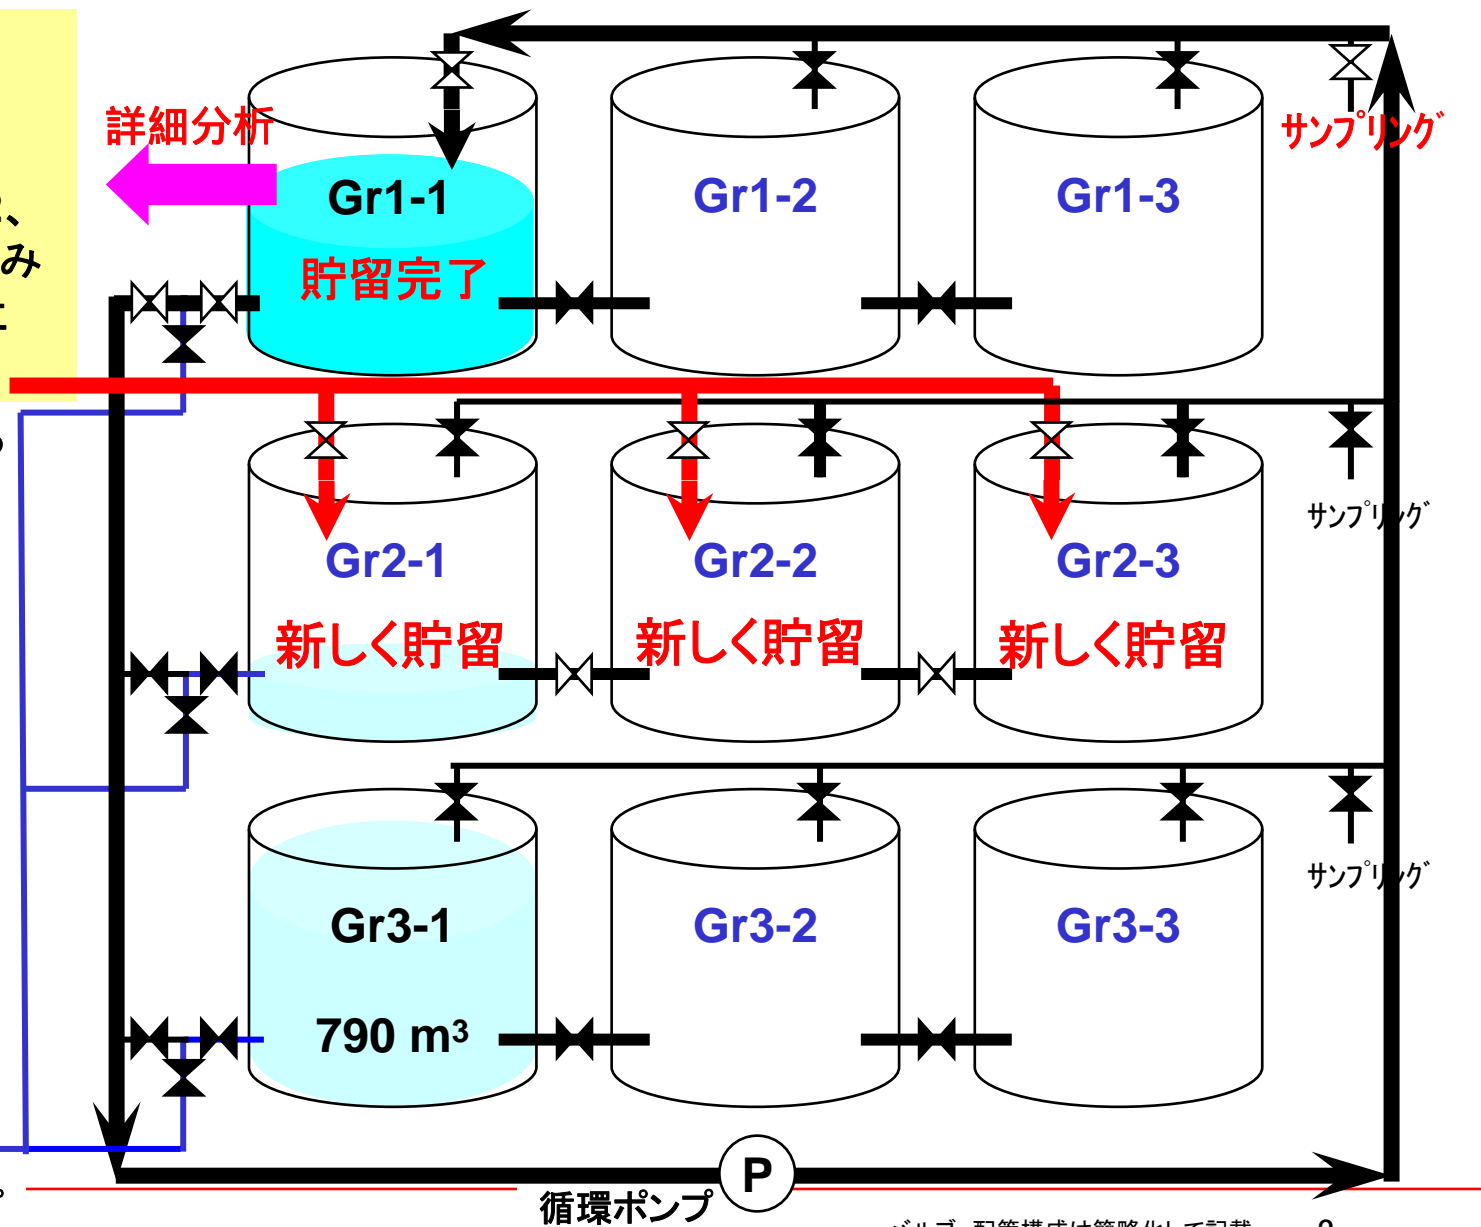 詳細分析
サンプリング
Gr1-1
Gr1-2
Gr1-3
貯留完了
、
み
サンプリング
Gr2-1
Gr2-2
Gr2-3
新しく貯留
新しく貯留
新しく貯留
サンプリング
Gr3-1
Gr3-2
Gr3-3
790 m3
P
循環ポンプ